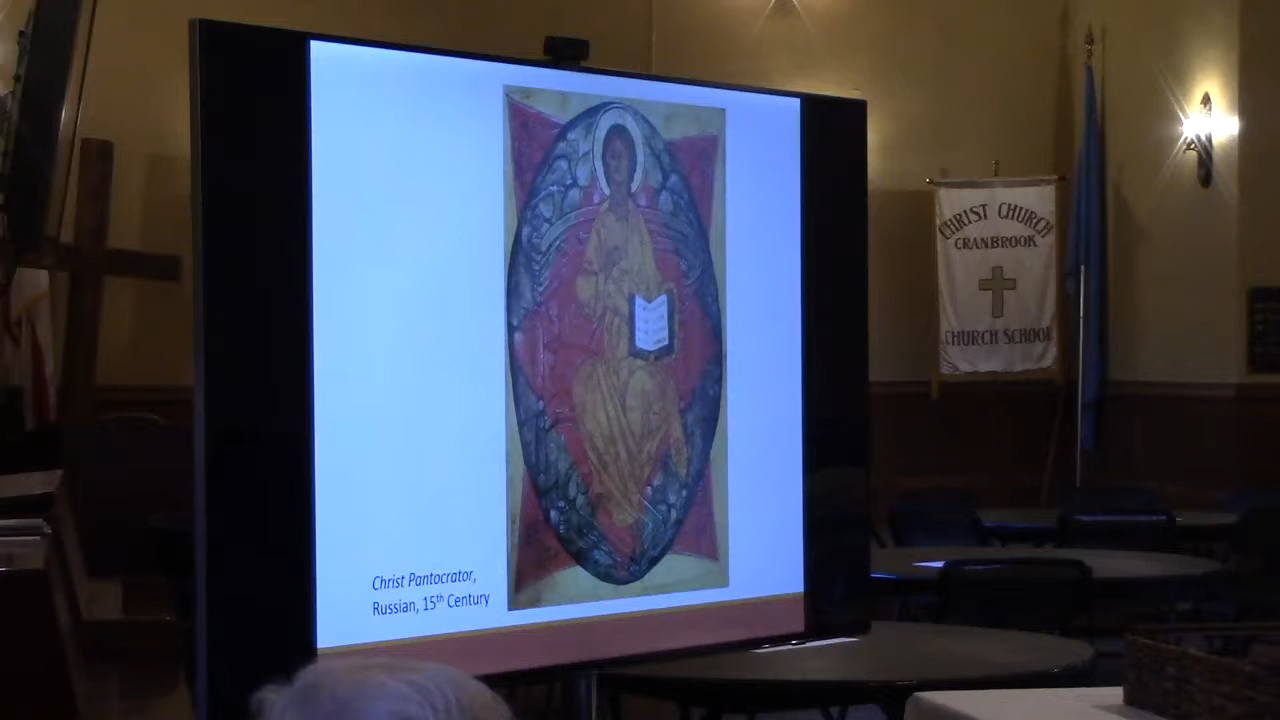 Christ Pantocrator,
Russian, 15th Century
CHRIST CHURCH
CRANBROOK
CHURCH SCHOOL